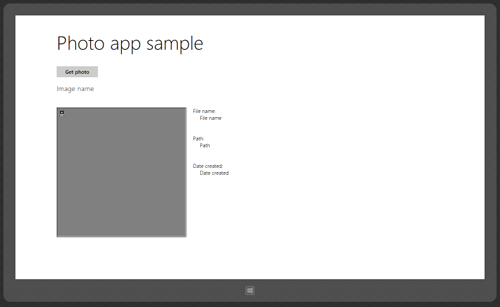 Photo app sample
Get photo
Image name
File name:
File name
Path:
Path
Date created:
Date created